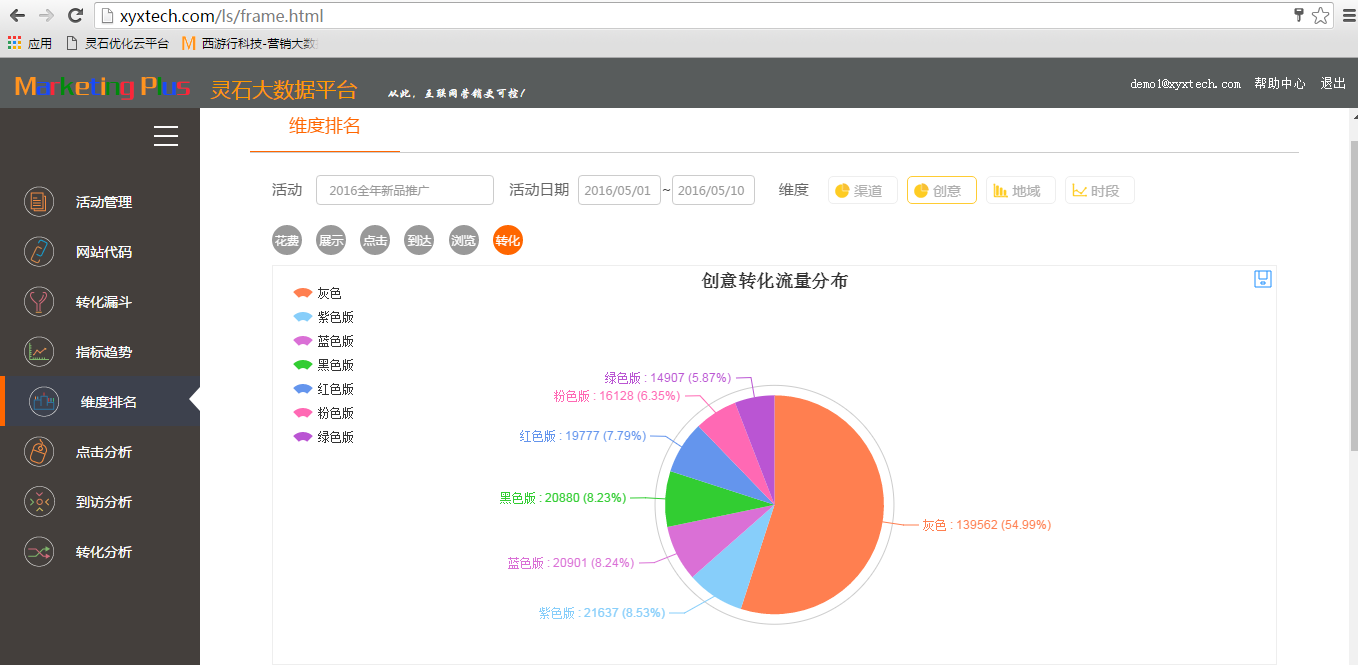 xyxtech.com/ls/frame.html
应用 灵石优化云平台 西游行科技-营销大数
Marketing Plus 灵石大数据平台 从此，互联网营销更可控！ demo1@xyxtech.com 帮助中心 退出
维度排名
活动 2016全年新品推广 活动日期 2016/05/01 ~ 2016/05/10 维度 渠道 创意 地域 时段
花费 展示 点击 到达 浏览 转化
活动管理
网站代码
转化漏斗
指标趋势
维度排名
点击分析
到访分析
转化分析
创意转化流量分布
灰色
紫色版
蓝色版
黑色版
红色版
粉色版
绿色版
绿色版 : 14907 (5.87%)
粉色版 : 16128 (6.35%)
红色版 : 19777 (7.79%)
黑色版 : 20880 (8.23%)
灰色 : 139562 (54.99%)
蓝色版 : 20901 (8.24%)
紫色版 : 21637 (8.53%)